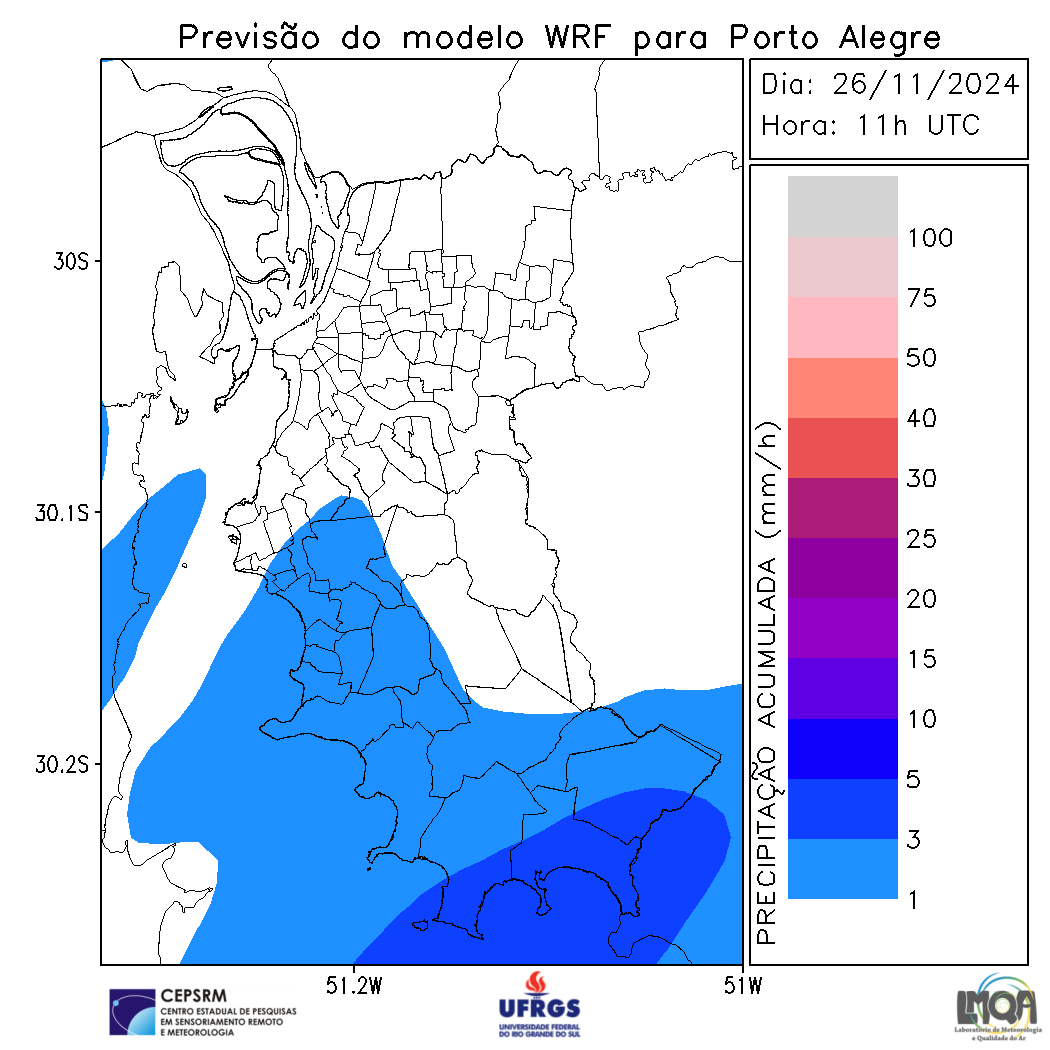 Previsão do modelo WRF para Porto Alegre
Dia: 26/11/2024
Hora: 11h UTC
100
75
50
40
30
25
20
15
10
5
3
1
PRECIPITAÇÃO ACUMULADA (mm/h)
30S
30.1S
30.2S
51.2W
51W
CEPSRM
CENTRO ESTADUAL DE PESQUISAS
EM SENSORIAMENTO REMOTO
E METEOROLOGIA
UFRGS
UNIVERSIDADE FEDERAL
DO RIO GRANDE DO SUL
LMQA
Laboratório de Meteorologia
e Qualidade do Ar